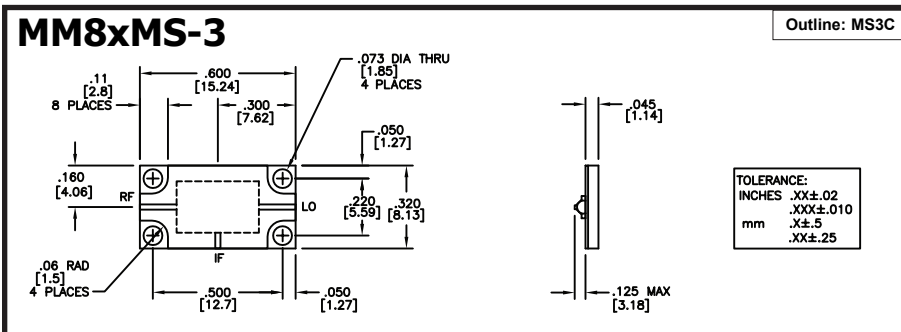 MM8xMS-3
Outline: MS3C
.073 DIA THRU
[1.85]
4 PLACES
.600
[15.24]
.11
[2.8]
8 PLACES
.300
[7.62]
.045
[1.14]
.050
[1.27]
.160
[4.06]
RF
LO
.220
[5.59]
.320
[8.13]
IF
TOLERANCE:
INCHES .XX±.02
.XXX±.010
mm .X±.5
.XX±.25
.06 RAD
[1.5]
4 PLACES
.500
[12.7]
.050
[1.27]
.125 MAX
[3.18]